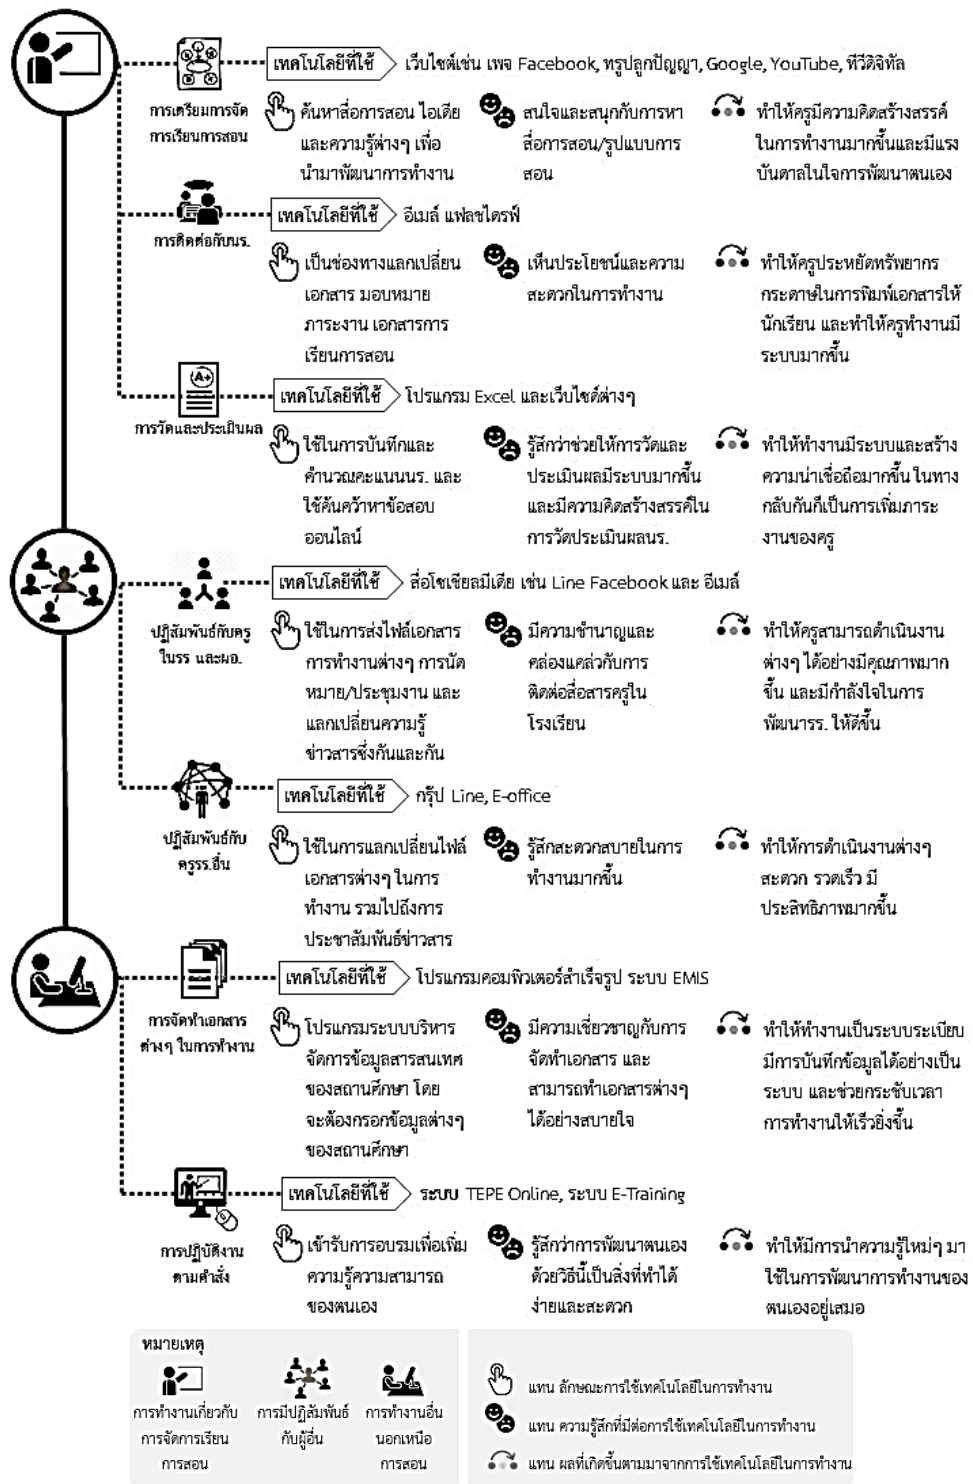 เทคโนโลยีที่ใช้
เว็บไซต์เช่น เพจ Facebook, ทรูปลูกปัญญา, Google, YouTube, ทีวีดิจิทัล
การเตรียมการจัด
การเรียนการสอน
ค้นหาสื่อการสอน ไอเดีย
และความรู้ต่างๆ เพื่อ
นำมาพัฒนาการทำงาน
สนใจและสนุกกับการหา
สื่อการสอน/รูปแบบการ
สอน
ทำให้ครูมีความคิดสร้างสรรค์
ในการทำงานมากขึ้นและมีแรง
บันดาลในใจการพัฒนาตนเอง
เทคโนโลยีที่ใช้
อีเมล์ แฟลชไดรฟ์
การติดต่อกับนร.
เป็นช่องทางแลกเปลี่ยน
เอกสาร มอบหมาย
ภาระงาน เอกสารการ
เรียนการสอน
เห็นประโยชน์และความ
สะดวกในการทำงาน
ทำให้ครูประหยัดทรัพยากร
กระดาษในการพิมพ์เอกสารให้
นักเรียน และทำให้ครูทำงานมี
ระบบมากขึ้น
A+
เทคโนโลยีที่ใช้
โปรแกรม Excel และเว็บไซต์ต่างๆ
การวัดและประเมินผล
ใช้ในการบันทึกและ
คำนวณคะแนนนร. และ
ใช้ค้นคว้าหาข้อสอบ
ออนไลน์
รู้สึกว่าช่วยให้การวัดและ
ประเมินผลมีระบบมากขึ้น
และมีความคิดสร้างสรรค์ใน
การวัดประเมินผลนร.
ทำให้ทำงานมีระบบและสร้าง
ความน่าเชื่อถือมากขึ้น ในทาง
กลับกันก็เป็นการเพิ่มภาระ
งานของครู
เทคโนโลยีที่ใช้
สื่อโซเชียลมีเดีย เช่น Line Facebook และ อีเมล์
ปฏิสัมพันธ์กับครู
ในรร และผอ.
ใช้ในการส่งไฟล์เอกสาร
การทำงานต่างๆ การนัด
หมาย/ประชุมงาน และ
แลกเปลี่ยนความรู้
ข่าวสารซึ่งกันและกัน
มีความชำนาญและ
คล่องแคล่วกับการ
ติดต่อสื่อสารครูใน
โรงเรียน
ทำให้ครูสามารถดำเนินงาน
ต่างๆ ได้อย่างมีคุณภาพมาก
ขึ้น และมีกำลังใจในการ
พัฒนารร. ให้ดีขึ้น
เทคโนโลยีที่ใช้
กรุ๊ป Line, E-office
ปฏิสัมพันธ์กับ
ครูรร.อื่น
ใช้ในการแลกเปลี่ยนไฟล์
เอกสารต่างๆ ในการ
ทำงาน รวมไปถึงการ
ประชาสัมพันธ์ข่าวสาร
รู้สึกสะดวกสบายในการ
ทำงานมากขึ้น
ทำให้การดำเนินงานต่างๆ
สะดวก รวดเร็ว มี
ประสิทธิภาพมากขึ้น
เทคโนโลยีที่ใช้
โปรแกรมคอมพิวเตอร์สำเร็จรูป ระบบ EMIS
การจัดทำเอกสาร
ต่างๆ ในการทำงาน
โปรแกรมระบบบริหาร
จัดการข้อมูลสารสนเทศ
ของสถานศึกษา โดย
จะต้องกรอกข้อมูลต่างๆ
ของสถานศึกษา
มีความเชี่ยวชาญกับการ
จัดทำเอกสาร และ
สามารถทำเอกสารต่างๆ
ได้อย่างสบายใจ
ทำให้ทำงานเป็นระบบระเบียบ
มีการบันทึกข้อมูลได้อย่างเป็น
ระบบ และช่วยกระชับเวลา
การทำงานให้เร็วยิ่งขึ้น
เทคโนโลยีที่ใช้
ระบบ TEPE Online, ระบบ E-Training
การปฏิบัติงาน
ตามคำสั่ง
เข้ารับการอบรมเพื่อเพิ่ม
ความรู้ความสามารถ
ของตนเอง
รู้สึกว่าการพัฒนาตนเอง
ด้วยวิธีนี้เป็นสิ่งที่ทำได้
ง่ายและสะดวก
ทำให้มีการนำความรู้ใหม่ๆ มา
ใช้ในการพัฒนาการทำงานของ
ตนเองอยู่เสมอ
หมายเหตุ
การทำงานเกี่ยวกับ
การจัดการเรียน
การสอน
การมีปฏิสัมพันธ์
กับผู้อื่น
การทำงานอื่น
นอกเหนือ
การสอน
แทน ลักษณะการใช้เทคโนโลยีในการทำงาน
แทน ความรู้สึกที่มีต่อการใช้เทคโนโลยีในการทำงาน
แทน ผลที่เกิดขึ้นตามมาจากการใช้เทคโนโลยีในการทำงาน